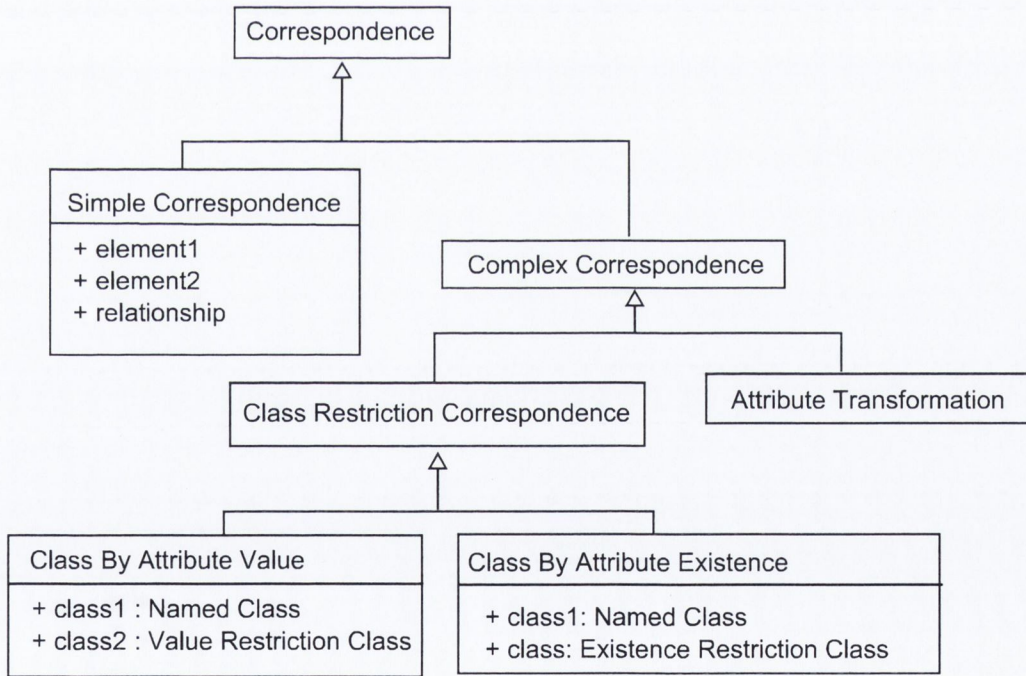 Correspondence
Simple Correspondence
+ element1
+ element2
+ relationship
Complex Correspondence
Class Restriction Correspondence
Attribute Transformation
Class By Attribute Value
+ class1 : Named Class
+ class2 : Value Restriction Class
Class By Attribute Existence
+ class1: Named Class
+ class: Existence Restriction Class